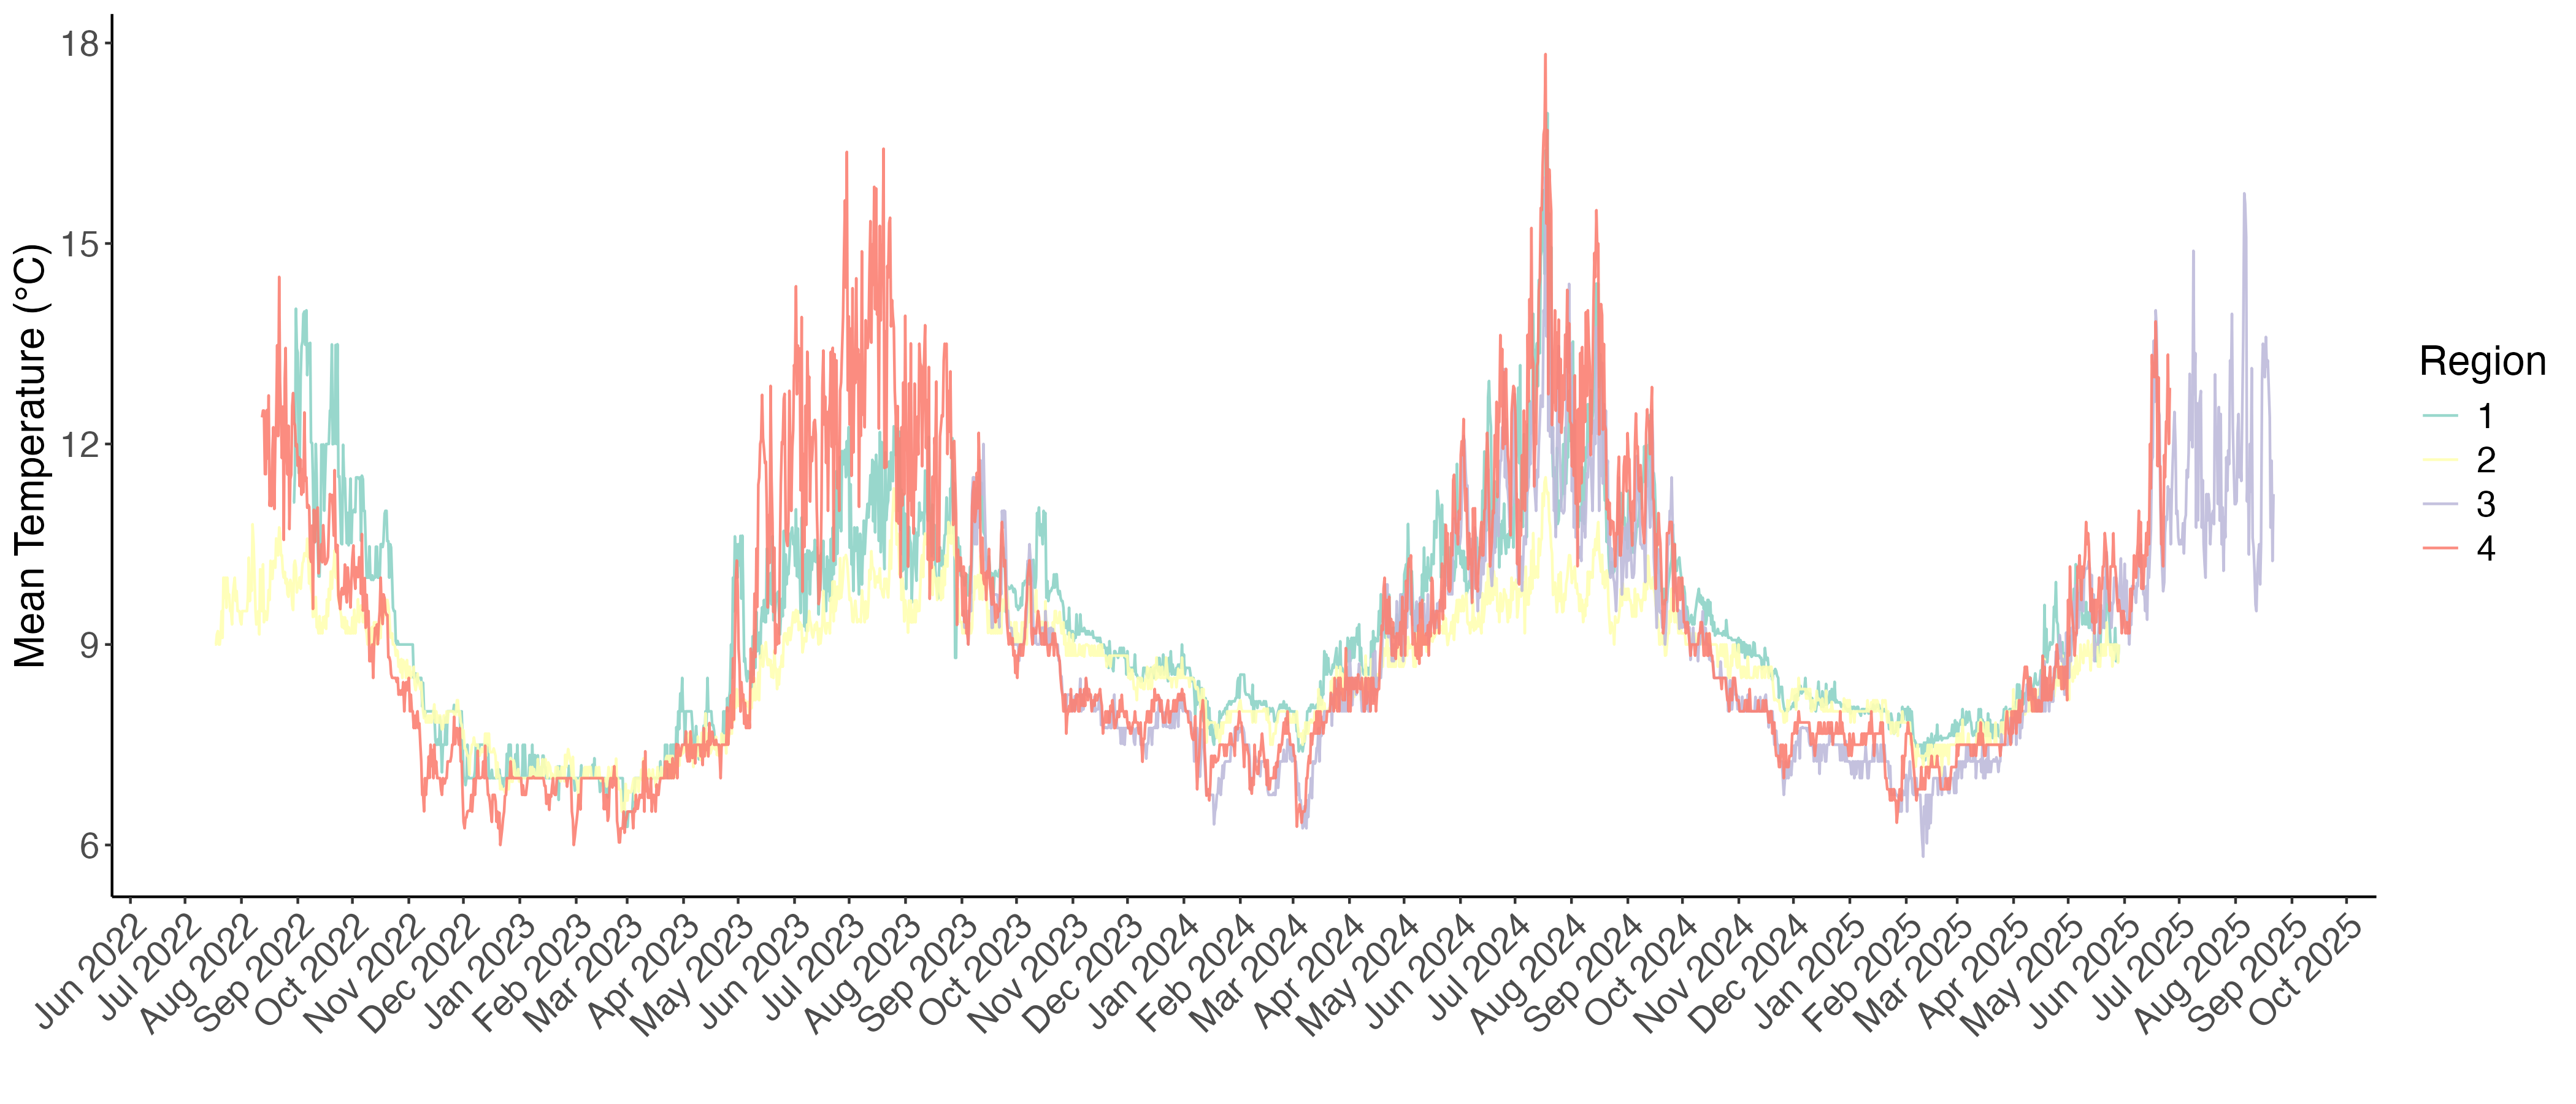 Mean Temperature (°C)
18
15
12
9
6
Jun 2022
Jul 2022
Aug 2022
Sep 2022
Oct 2022
Nov 2022
Dec 2022
Jan 2023
Feb 2023
Mar 2023
Apr 2023
May 2023
Jun 2023
Jul 2023
Aug 2023
Sep 2023
Oct 2023
Nov 2023
Dec 2023
Jan 2024
Feb 2024
Mar 2024
Apr 2024
May 2024
Jun 2024
Jul 2024
Aug 2024
Sep 2024
Oct 2024
Nov 2024
Dec 2024
Jan 2025
Feb 2025
Mar 2025
Apr 2025
May 2025
Jun 2025
Jul 2025
Aug 2025
Sep 2025
Oct 2025
Region
1
2
3
4